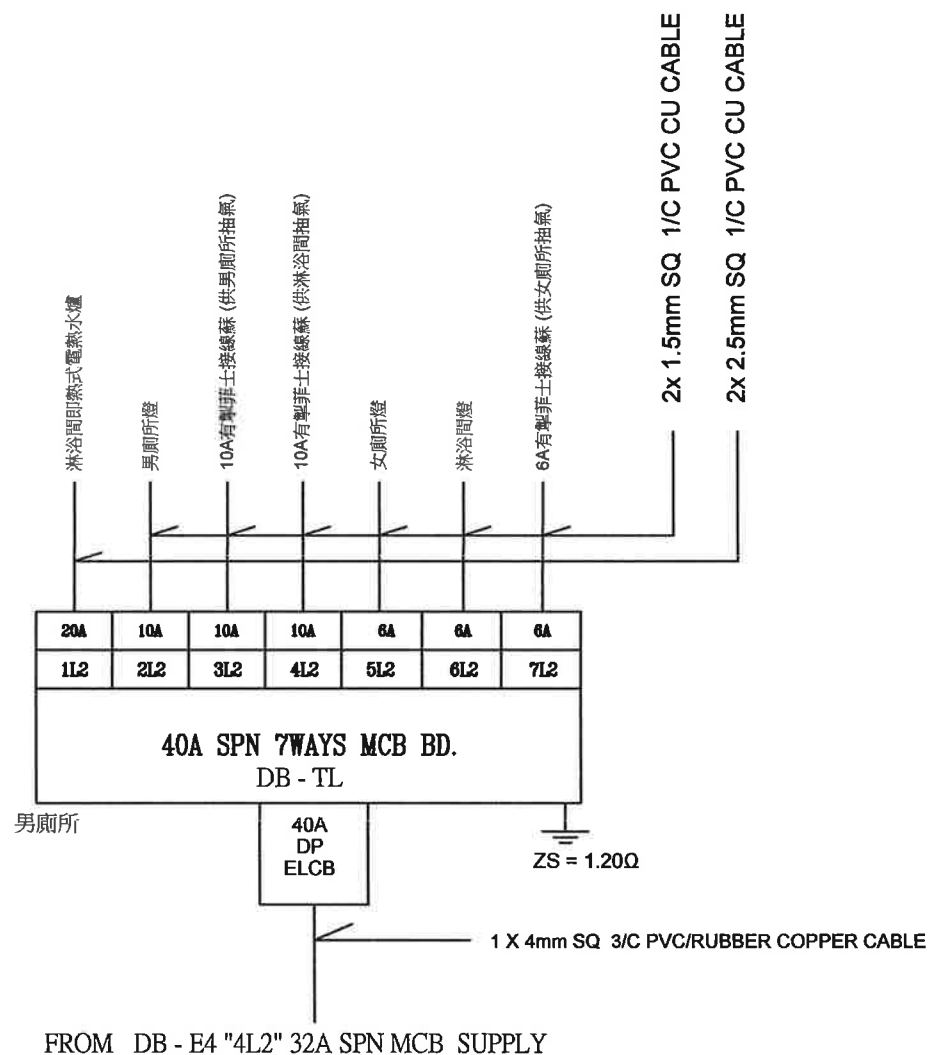 2x 1.5mm SQ 1/C PVC CU CABLE
2x 2.5mm SQ 1/C PVC CU CABLE
淋浴間即熱式電熱水爐
男廁所燈
10A有掣菲士接線蘇 (供男廁所抽氣)
10A有掣菲士接線蘇 (供淋浴間抽氣)
女廁所燈
淋浴間燈
6A有掣菲士接線蘇 (供女廁所抽氣)
20A 10A 10A 10A 6A 6A 6A
1L2 2L2 3L2 4L2 5L2 6L2 7L2
40A SPN 7WAYS MCB BD.
DB - TL
男廁所
40A
DP
ELCB
ZS = 1.20Ω
1 X 4mm SQ 3/C PVC/RUBBER COPPER CABLE
FROM DB - E4 "4L2" 32A SPN MCB SUPPLY